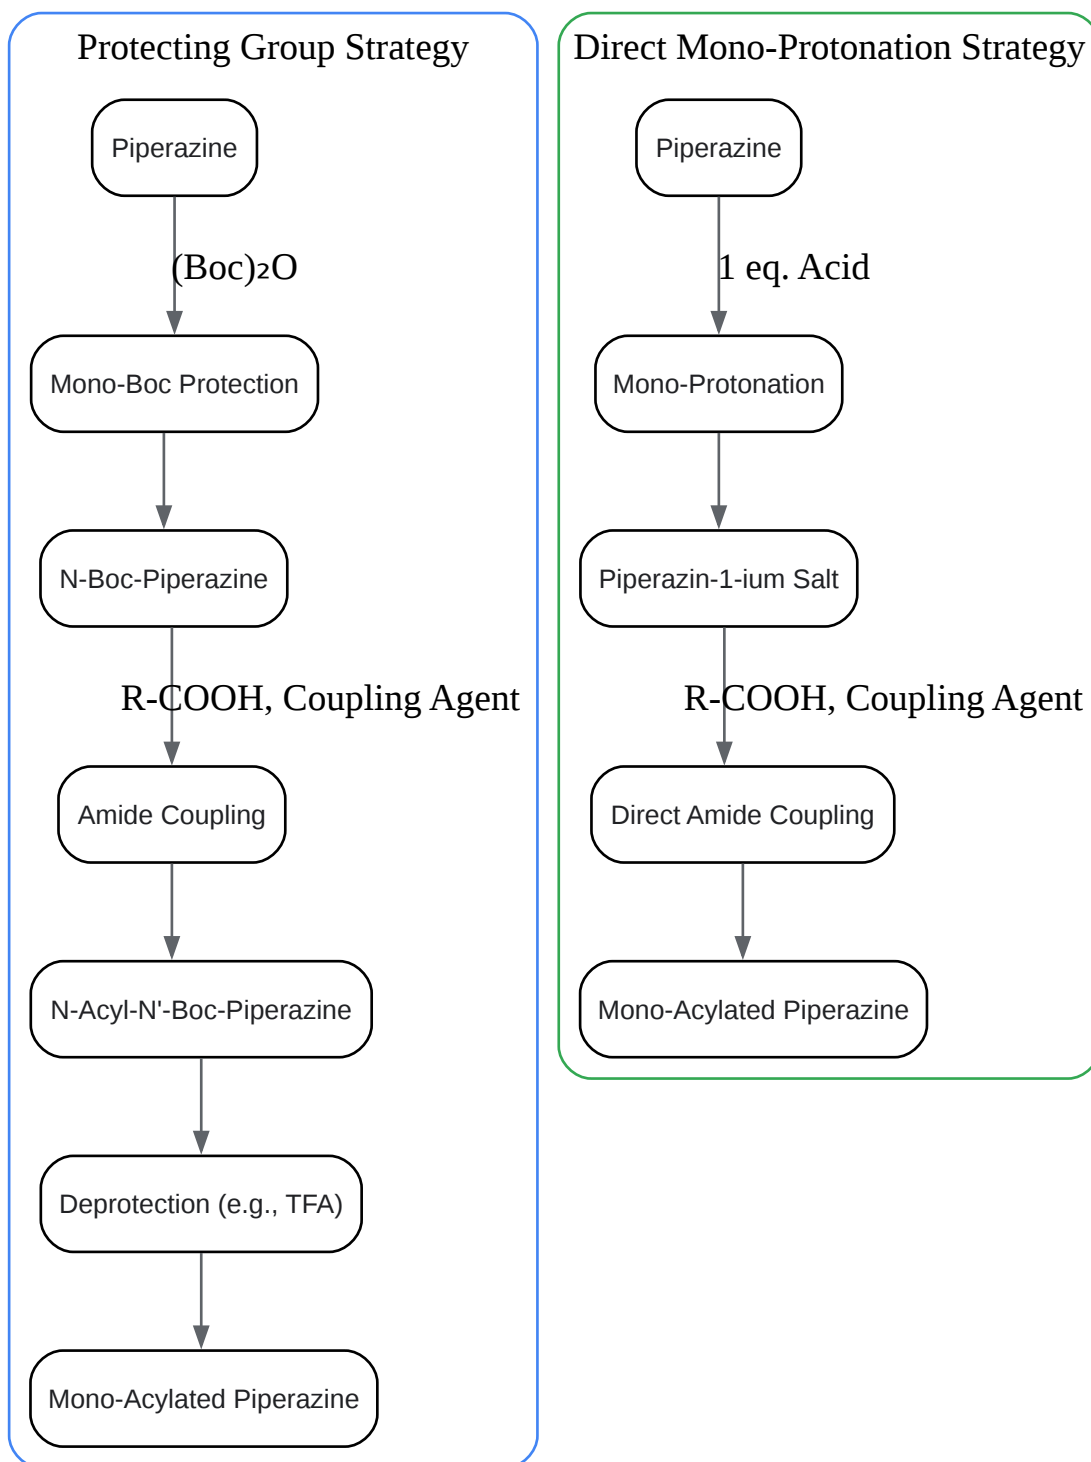 Protecting Group Strategy
Piperazine
(Boc)₂O
Mono-Boc Protection
N-Boc-Piperazine
R-COOH, Coupling Agent
Amide Coupling
N-Acyl-N'-Boc-Piperazine
Deprotection (e.g., TFA)
Mono-Acylated Piperazine
Direct Mono-Protonation Strategy
Piperazine
1 eq. Acid
Mono-Protonation
Piperazin-1-ium Salt
R-COOH, Coupling Agent
Direct Amide Coupling
Mono-Acylated Piperazine